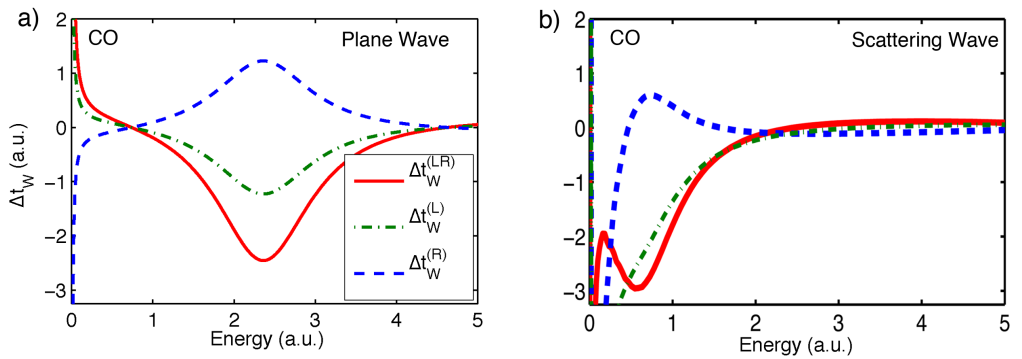 a)
CO
Plane Wave
2
1
0
−1
−2
−3
Δt_W (a.u.)
Δt_W^(LR)
Δt_W^(L)
Δt_W^(R)
0 1 2 3 4 5
Energy (a.u.)
b)
CO
Scattering Wave
2
1
0
−1
−2
−3
0 1 2 3 4 5
Energy (a.u.)